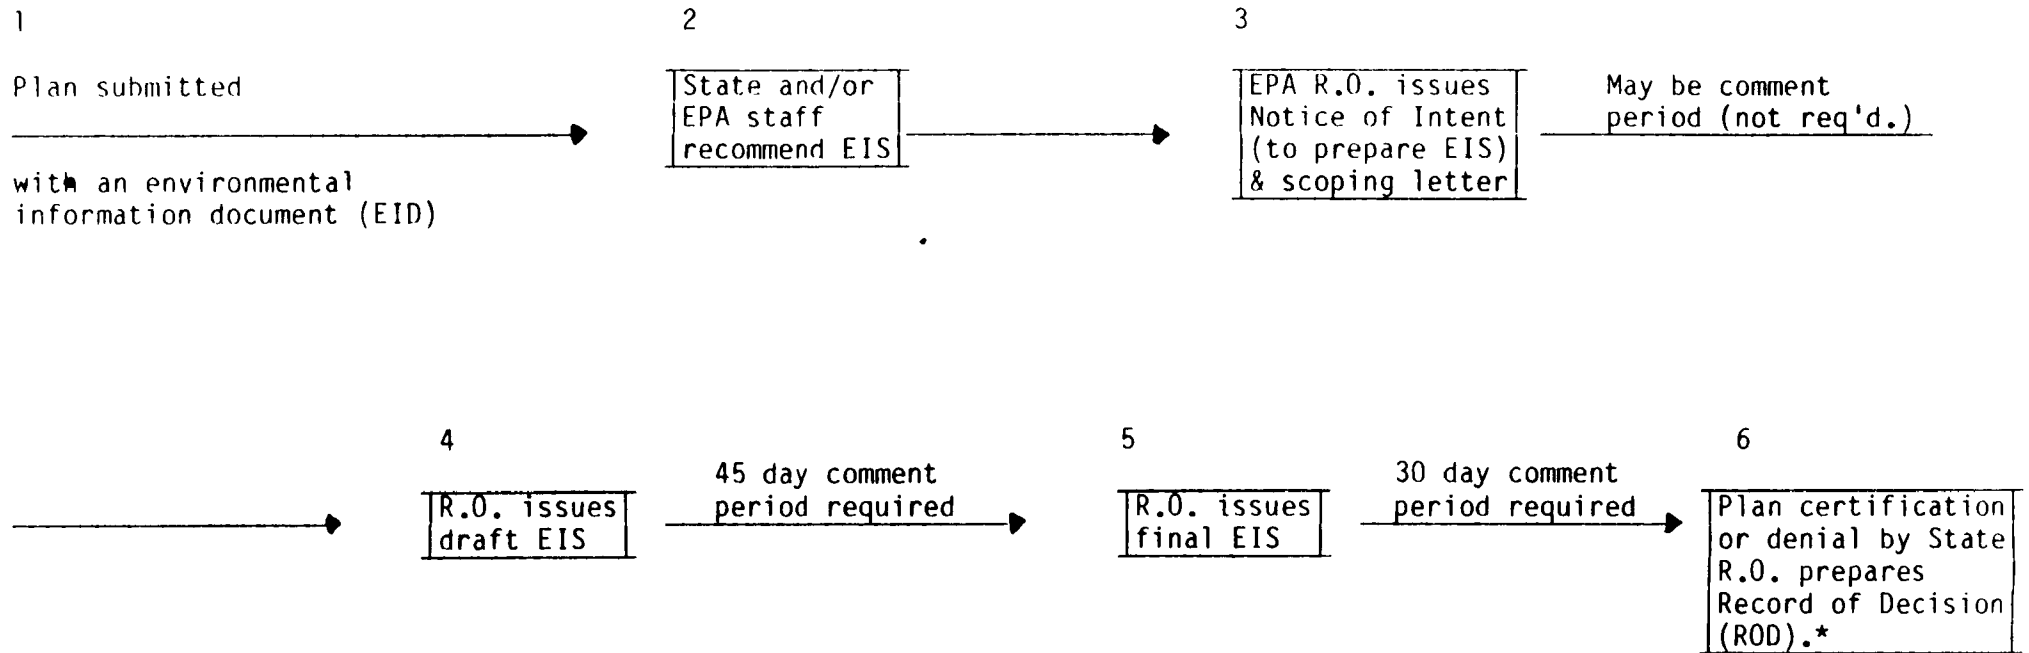 1
Plan submitted
with an environmental
information document (EID)
2
State and/or
EPA staff
recommend EIS
3
EPA R.O. issues
Notice of Intent
(to prepare EIS)
& scoping letter
May be comment
period (not req'd.)
4
R.O. issues
draft EIS
45 day comment
period required
5
R.O. issues
final EIS
30 day comment
period required
6
Plan certification
or denial by State
R.O. prepares
Record of Decision
(ROD).*